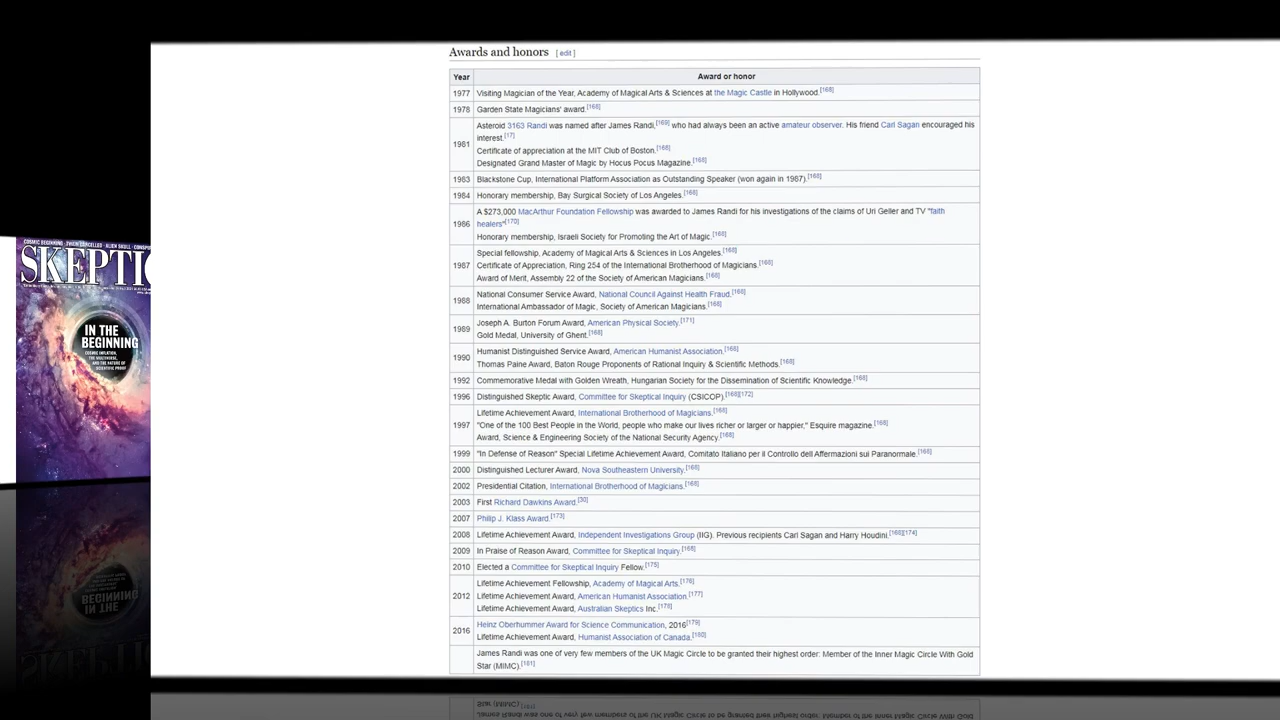 Awards and honors [ edit ]
Year Award or honor
1977 Visiting Magician of the Year, Academy of Magical Arts & Sciences at the Magic Castle in Hollywood.[168]
1978 Garden State Magicians' award.[168]
1981 Asteroid 3163 Randi was named after James Randi,[169] who had always been an active amateur observer. His friend Carl Sagan encouraged his
interest.[17]
Certificate of appreciation at the MIT Club of Boston.[168]
Designated Grand Master of Magic by Hocus Pocus Magazine.[168]
1983 Blackstone Cup, International Platform Association as Outstanding Speaker (won again in 1987).[168]
1984 Honorary membership, Bay Surgical Society of Los Angeles.[168]
1986 A $273,000 MacArthur Foundation Fellowship was awarded to James Randi for his investigations of the claims of Uri Geller and TV "faith
healers"[170]
Honorary membership, Israeli Society for Promoting the Art of Magic.[168]
1987 Special fellowship, Academy of Magical Arts & Sciences in Los Angeles.[168]
Certificate of Appreciation, Ring 254 of the International Brotherhood of Magicians.[168]
Award of Merit, Assembly 22 of the Society of American Magicians.[168]
1988 National Consumer Service Award, National Council Against Health Fraud.[168]
International Ambassador of Magic, Society of American Magicians.[168]
1989 Joseph A. Burton Forum Award, American Physical Society.[171]
Gold Medal, University of Ghent.[168]
1990 Humanist Distinguished Service Award, American Humanist Association.[168]
Thomas Paine Award, Baton Rouge Proponents of Rational Inquiry & Scientific Methods.[168]
1992 Commemorative Medal with Golden Wreath, Hungarian Society for the Dissemination of Scientific Knowledge.[168]
1996 Distinguished Skeptic Award, Committee for Skeptical Inquiry (CSICOP).[168][172]
1997 Lifetime Achievement Award, International Brotherhood of Magicians.[168]
"One of the 100 Best People in the World, people who make our lives richer or larger or happier," Esquire magazine.[168]
Award, Science & Engineering Society of the National Security Agency.[168]
1999 "In Defense of Reason" Special Lifetime Achievement Award, Comitato Italiano per il Controllo dell Affermazioni sul Paranormale.[168]
2000 Distinguished Lecturer Award, Nova Southeastern University.[168]
2002 Presidential Citation, International Brotherhood of Magicians.[168]
2003 First Richard Dawkins Award.[30]
2007 Philip J. Klass Award.[173]
2008 Lifetime Achievement Award, Independent Investigations Group (IIG). Previous recipients Carl Sagan and Harry Houdini.[168][174]
2009 In Praise of Reason Award, Committee for Skeptical Inquiry.[168]
2010 Elected a Committee for Skeptical Inquiry Fellow.[175]
2012 Lifetime Achievement Fellowship, Academy of Magical Arts.[176]
Lifetime Achievement Award, American Humanist Association.[177]
Lifetime Achievement Award, Australian Skeptics Inc.[178]
2016 Heinz Oberhummer Award for Science Communication, 2016[179]
Lifetime Achievement Award, Humanist Association of Canada.[180]
James Randi was one of very few members of the UK Magic Circle to be granted their highest order: Member of the Inner Magic Circle With Gold
Star (MIMC).[181]
COSMIC BEGINNING · SWAIN CANCELLED · ALIEN SKULL · CONSPI
SKEPTIC
IN THE
BEGINNING
COSMIC INFLATION,
THE MULTIVERSE,
AND THE NATURE OF
SCIENTIFIC PROOF